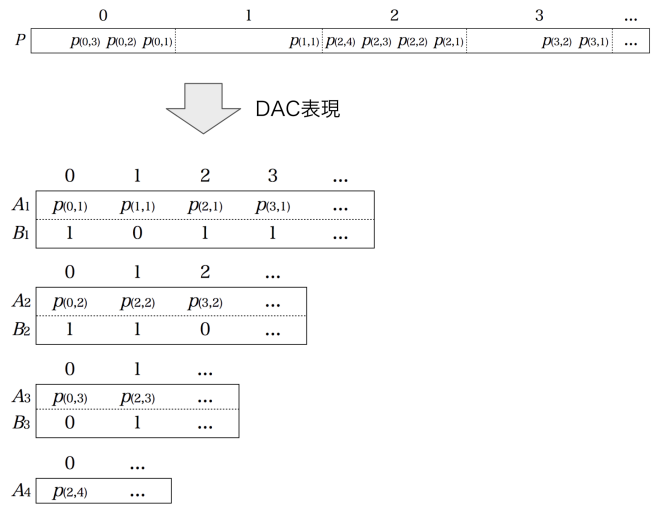 0 1 2 3 ...
P p(0,3) p(0,2) p(0,1) p(1,1) p(2,4) p(2,3) p(2,2) p(2,1) p(3,2) p(3,1) ...
DAC表現
0 1 2 3 ...
A1 p(0,1) p(1,1) p(2,1) p(3,1) ...
B1 1 0 1 1 ...
0 1 2 ...
A2 p(0,2) p(2,2) p(3,2) ...
B2 1 1 0 ...
0 1 ...
A3 p(0,3) p(2,3) ...
B3 0 1 ...
0 ...
A4 p(2,4) ...